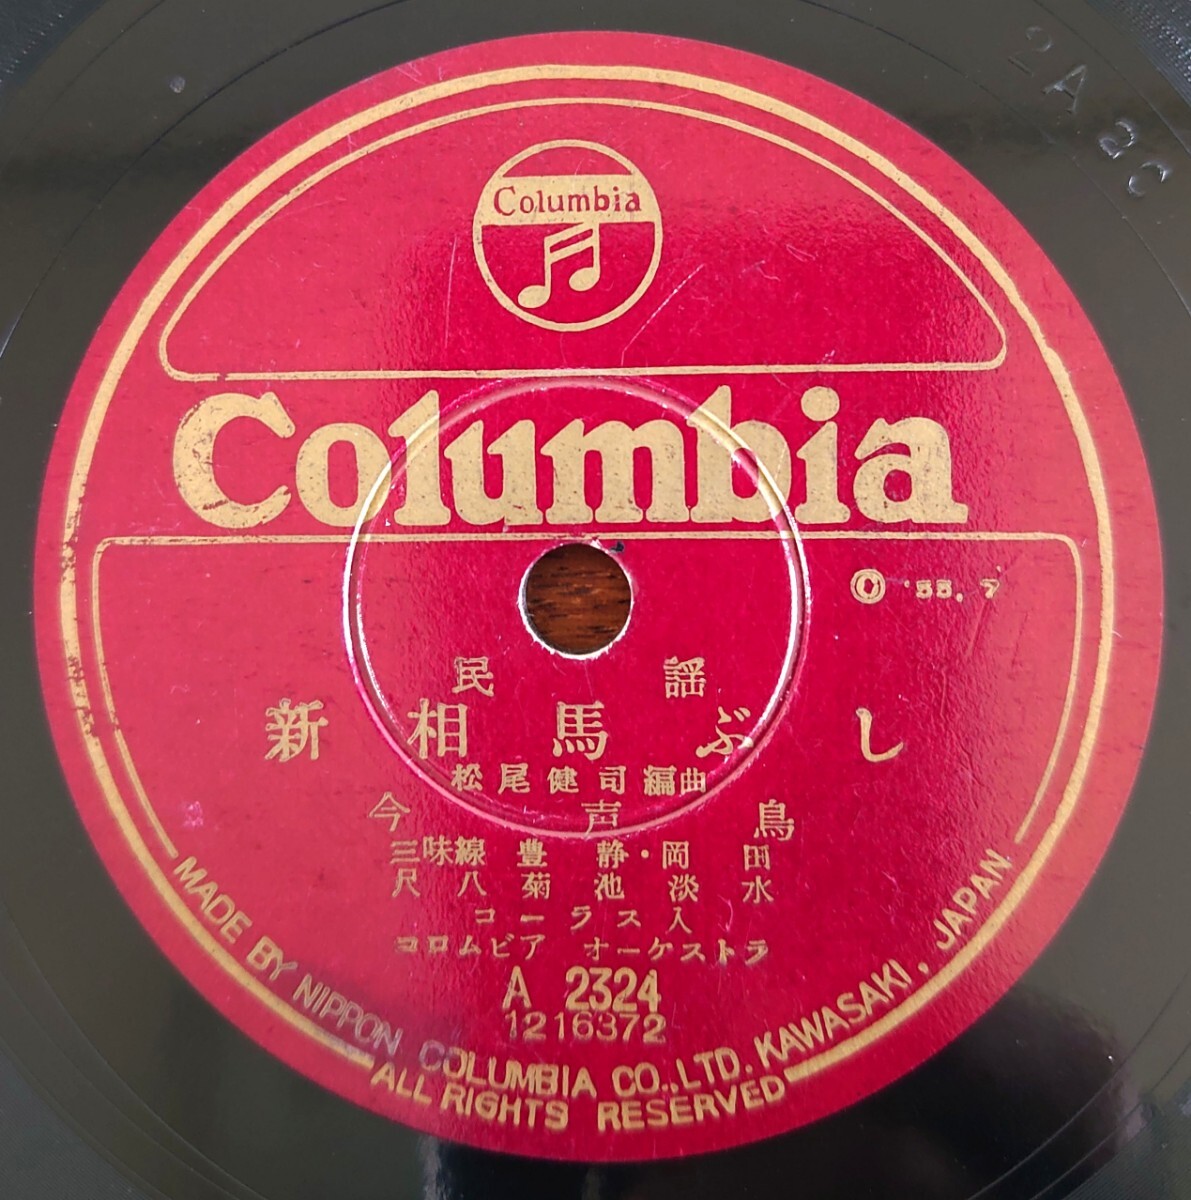 Columbia
Columbia
© '55.7
民謡
新相馬ぶし
松尾健司編曲
今声鳥
三味線 豊静・岡田
尺八 菊池淡水
コーラス入
コロムビア オーケストラ
A 2324
1216372
MADE BY NIPPON COLUMBIA CO., LTD. KAWASAKI, JAPAN
ALL RIGHTS RESERVED